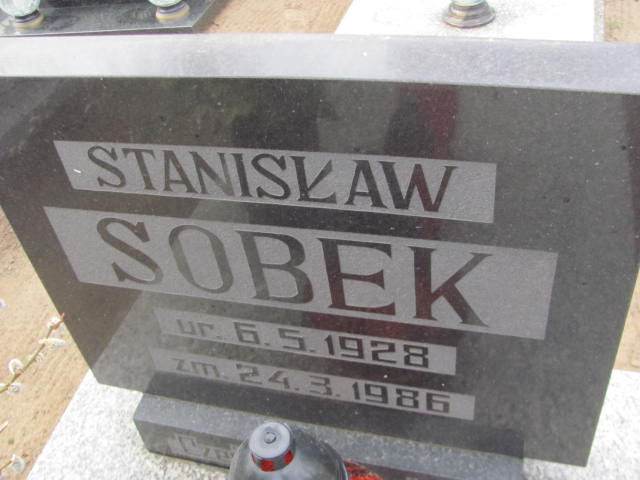 STANISŁAW
SOBEK
ur. 6.5.1928
zm. 24.3.1986